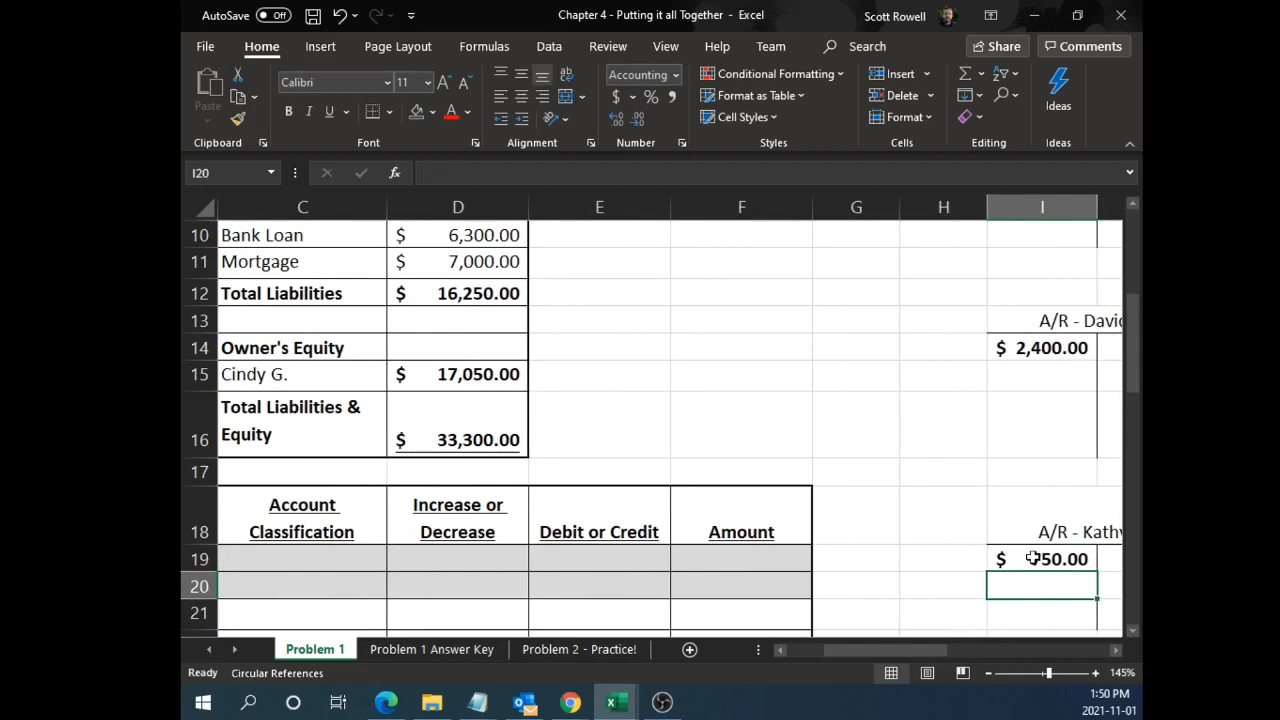 AutoSave Off Chapter 4 - Putting it all Together - Excel Scott Rowell
File Home Insert Page Layout Formulas Data Review View Help Team Search Share Comments
Paste Calibri 11 Accounting Conditional Formatting Insert
B I U A $ % Format as Table Delete Ideas
Cell Styles Format
Clipboard Font Alignment Number Styles Cells Editing Ideas
I20 fx
C D E F G H I
10 Bank Loan $ 6,300.00
11 Mortgage $ 7,000.00
12 Total Liabilities $ 16,250.00
13 A/R - David
14 Owner's Equity $ 2,400.00
15 Cindy G. $ 17,050.00
Total Liabilities &
16 Equity $ 33,300.00
17
Account Increase or
18 Classification Decrease Debit or Credit Amount A/R -
19 $ 750.00
20
21
Problem 1 Problem 1 Answer Key Problem 2 - Practice!
Ready Circular References 145%
1:50 PM
2021-11-01